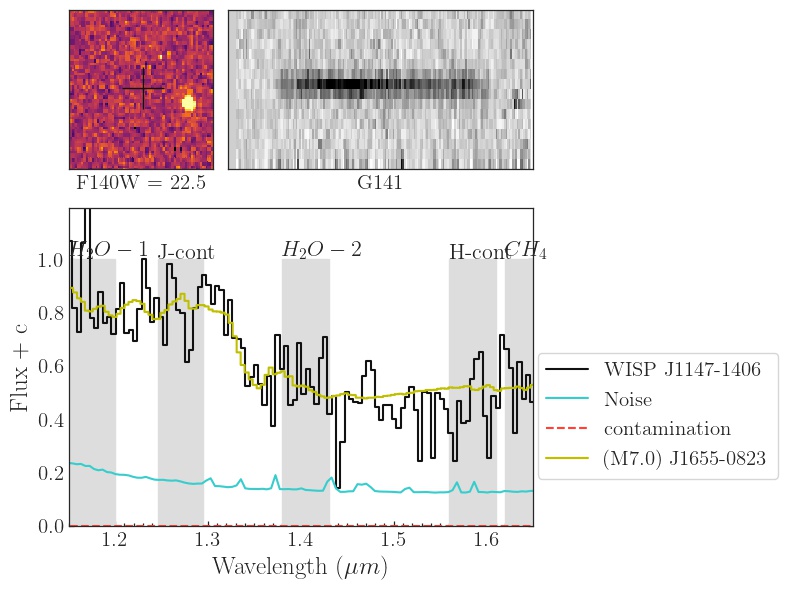 F140W = 22.5
G141
H₂O − 1 J-cont H₂O − 2 H-cont CH₄
1.0
0.8
0.6
0.4
0.2
0.0
Flux + c
1.2 1.3 1.4 1.5 1.6
Wavelength (μm)
WISP J1147-1406
Noise
contamination
(M7.0) J1655-0823